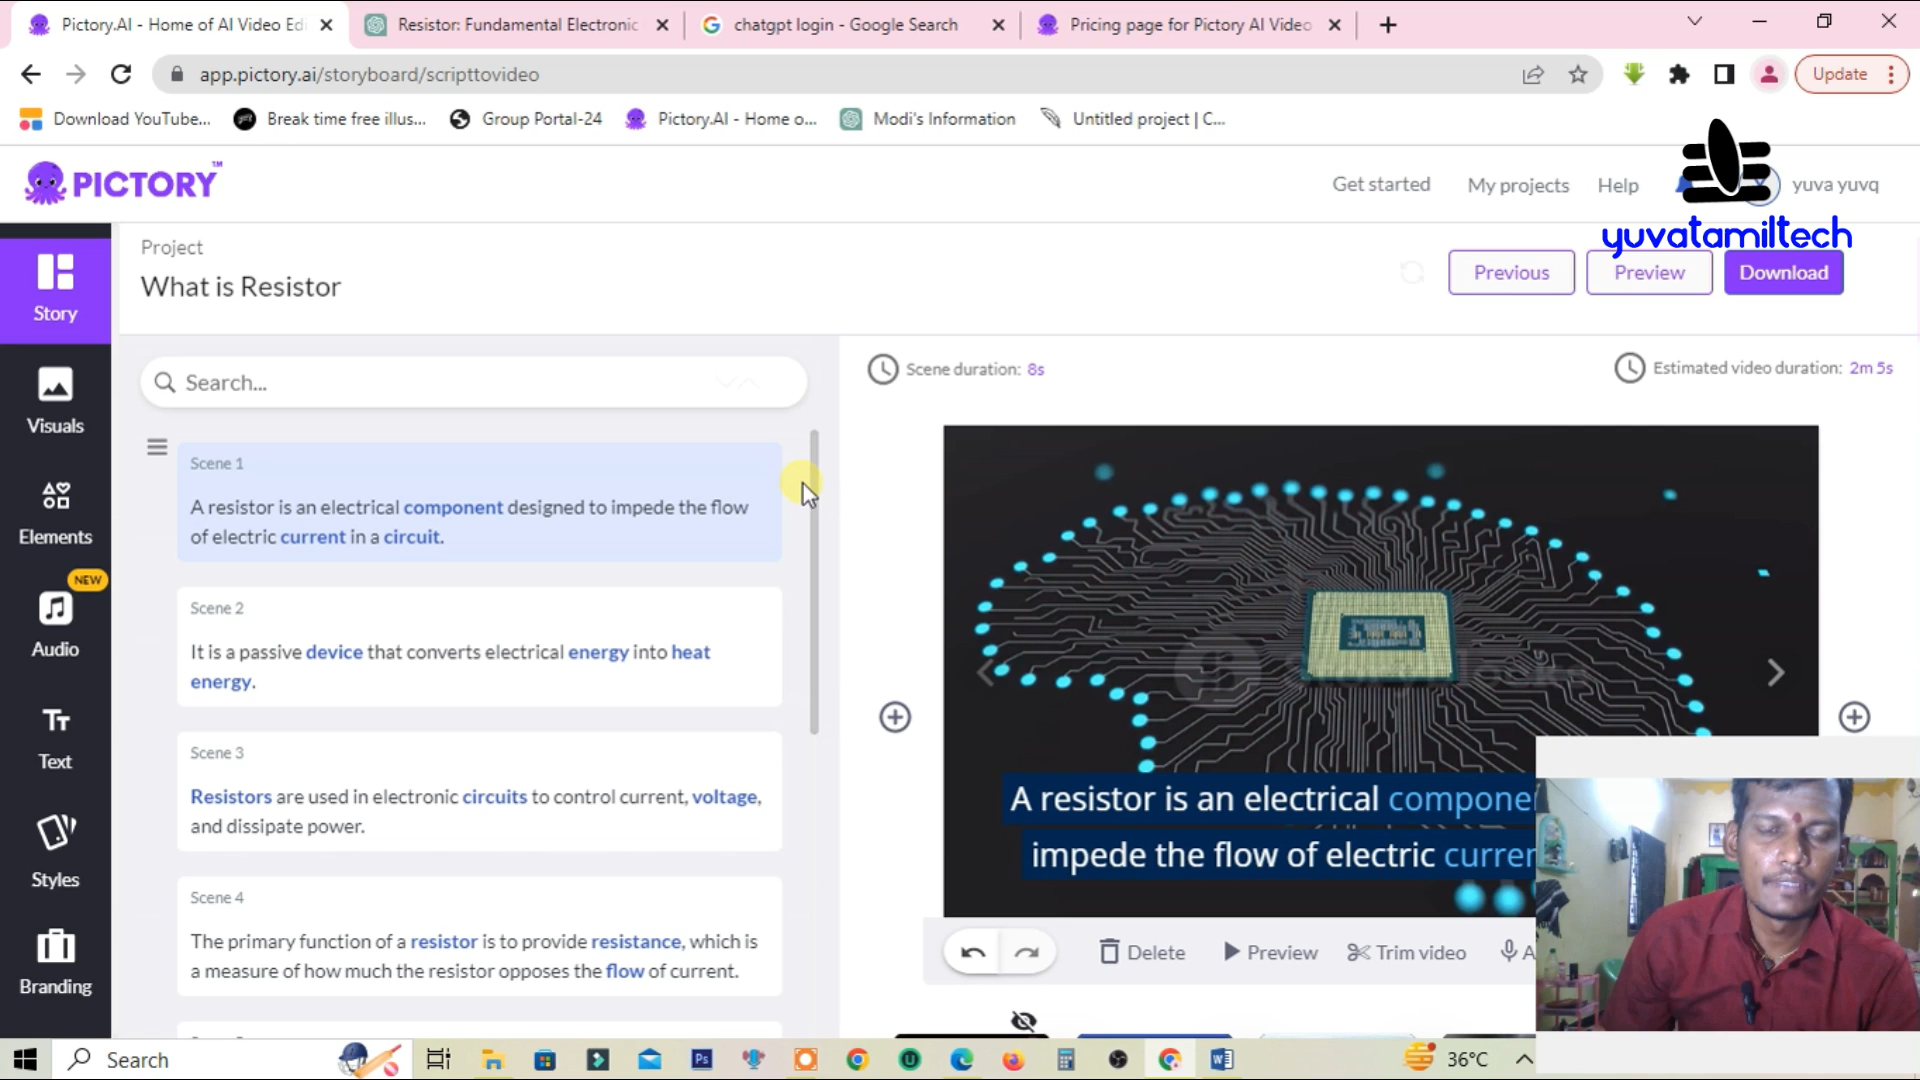 Pictory.AI - Home of AI Video Edi
Resistor: Fundamental Electronic
chatgpt login - Google Search
Pricing page for Pictory AI Video
app.pictory.ai/storyboard/scripttovideo
Update
Download YouTube...
Break time free illus...
Group Portal-24
Pictory.AI - Home o...
Modi's Information
Untitled project | C...
PICTORY™
Get started
My projects
Help
yuva yuvq
yuvatamiltech
Project
What is Resistor
Previous
Preview
Download
Story
Visuals
Elements
NEW
Audio
Text
Styles
Branding
Search...
Scene duration: 8s
Estimated video duration: 2m 5s
Scene 1
A resistor is an electrical component designed to impede the flow
of electric current in a circuit.
Scene 2
It is a passive device that converts electrical energy into heat
energy.
Scene 3
Resistors are used in electronic circuits to control current, voltage,
and dissipate power.
Scene 4
The primary function of a resistor is to provide resistance, which is
a measure of how much the resistor opposes the flow of current.
A resistor is an electrical compone
impede the flow of electric curren
Delete
Preview
Trim video
A
Search
36°C